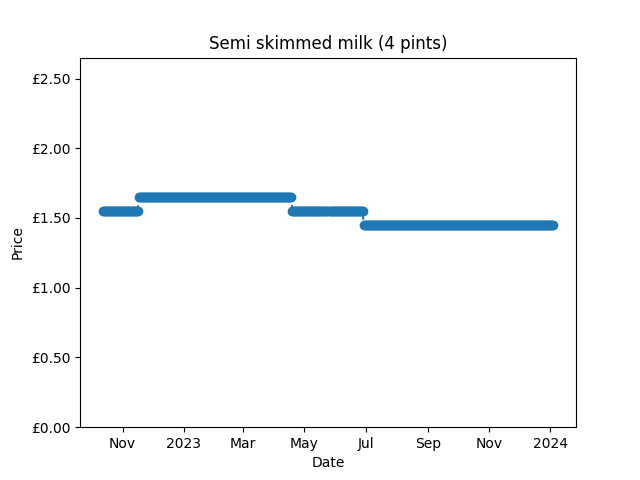 Semi skimmed milk (4 pints)
£2.50
£2.00
£1.50
£1.00
£0.50
£0.00
Price
Nov 2023 Mar May Jul Sep Nov 2024
Date